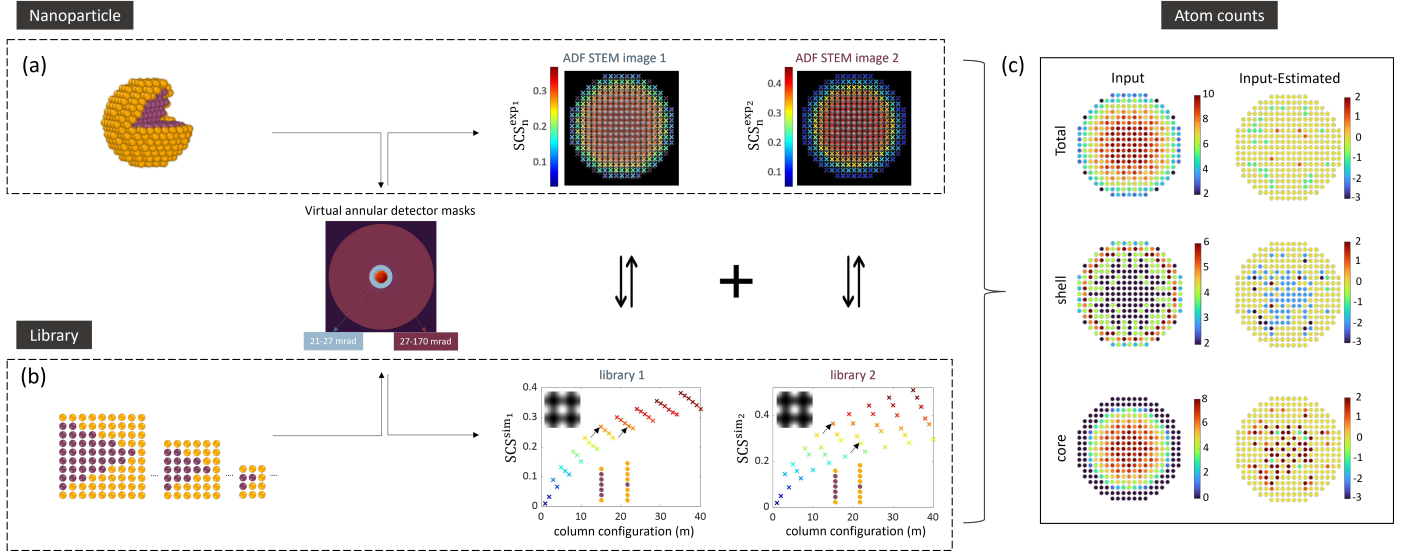 Nanoparticle
Atom counts
(a)
ADF STEM image 1
ADF STEM image 2
SCS_n^exp1
0.3
0.2
0.1
SCS_n^exp2
0.4
0.3
0.2
0.1
Virtual annular detector masks
21-27 mrad
27-170 mrad
+
Library
(b)
library 1
library 2
SCS^sim1
0.4
0.3
0.2
0.1
0
0
10
20
30
40
column configuration (m)
SCS^sim2
0.4
0.2
0
0
10
20
30
40
column configuration (m)
(c)
Input
Input-Estimated
Total
10
8
6
4
2
2
1
0
-1
-2
-3
shell
6
5
4
3
2
2
1
0
-1
-2
-3
core
8
6
4
2
0
2
1
0
-1
-2
-3